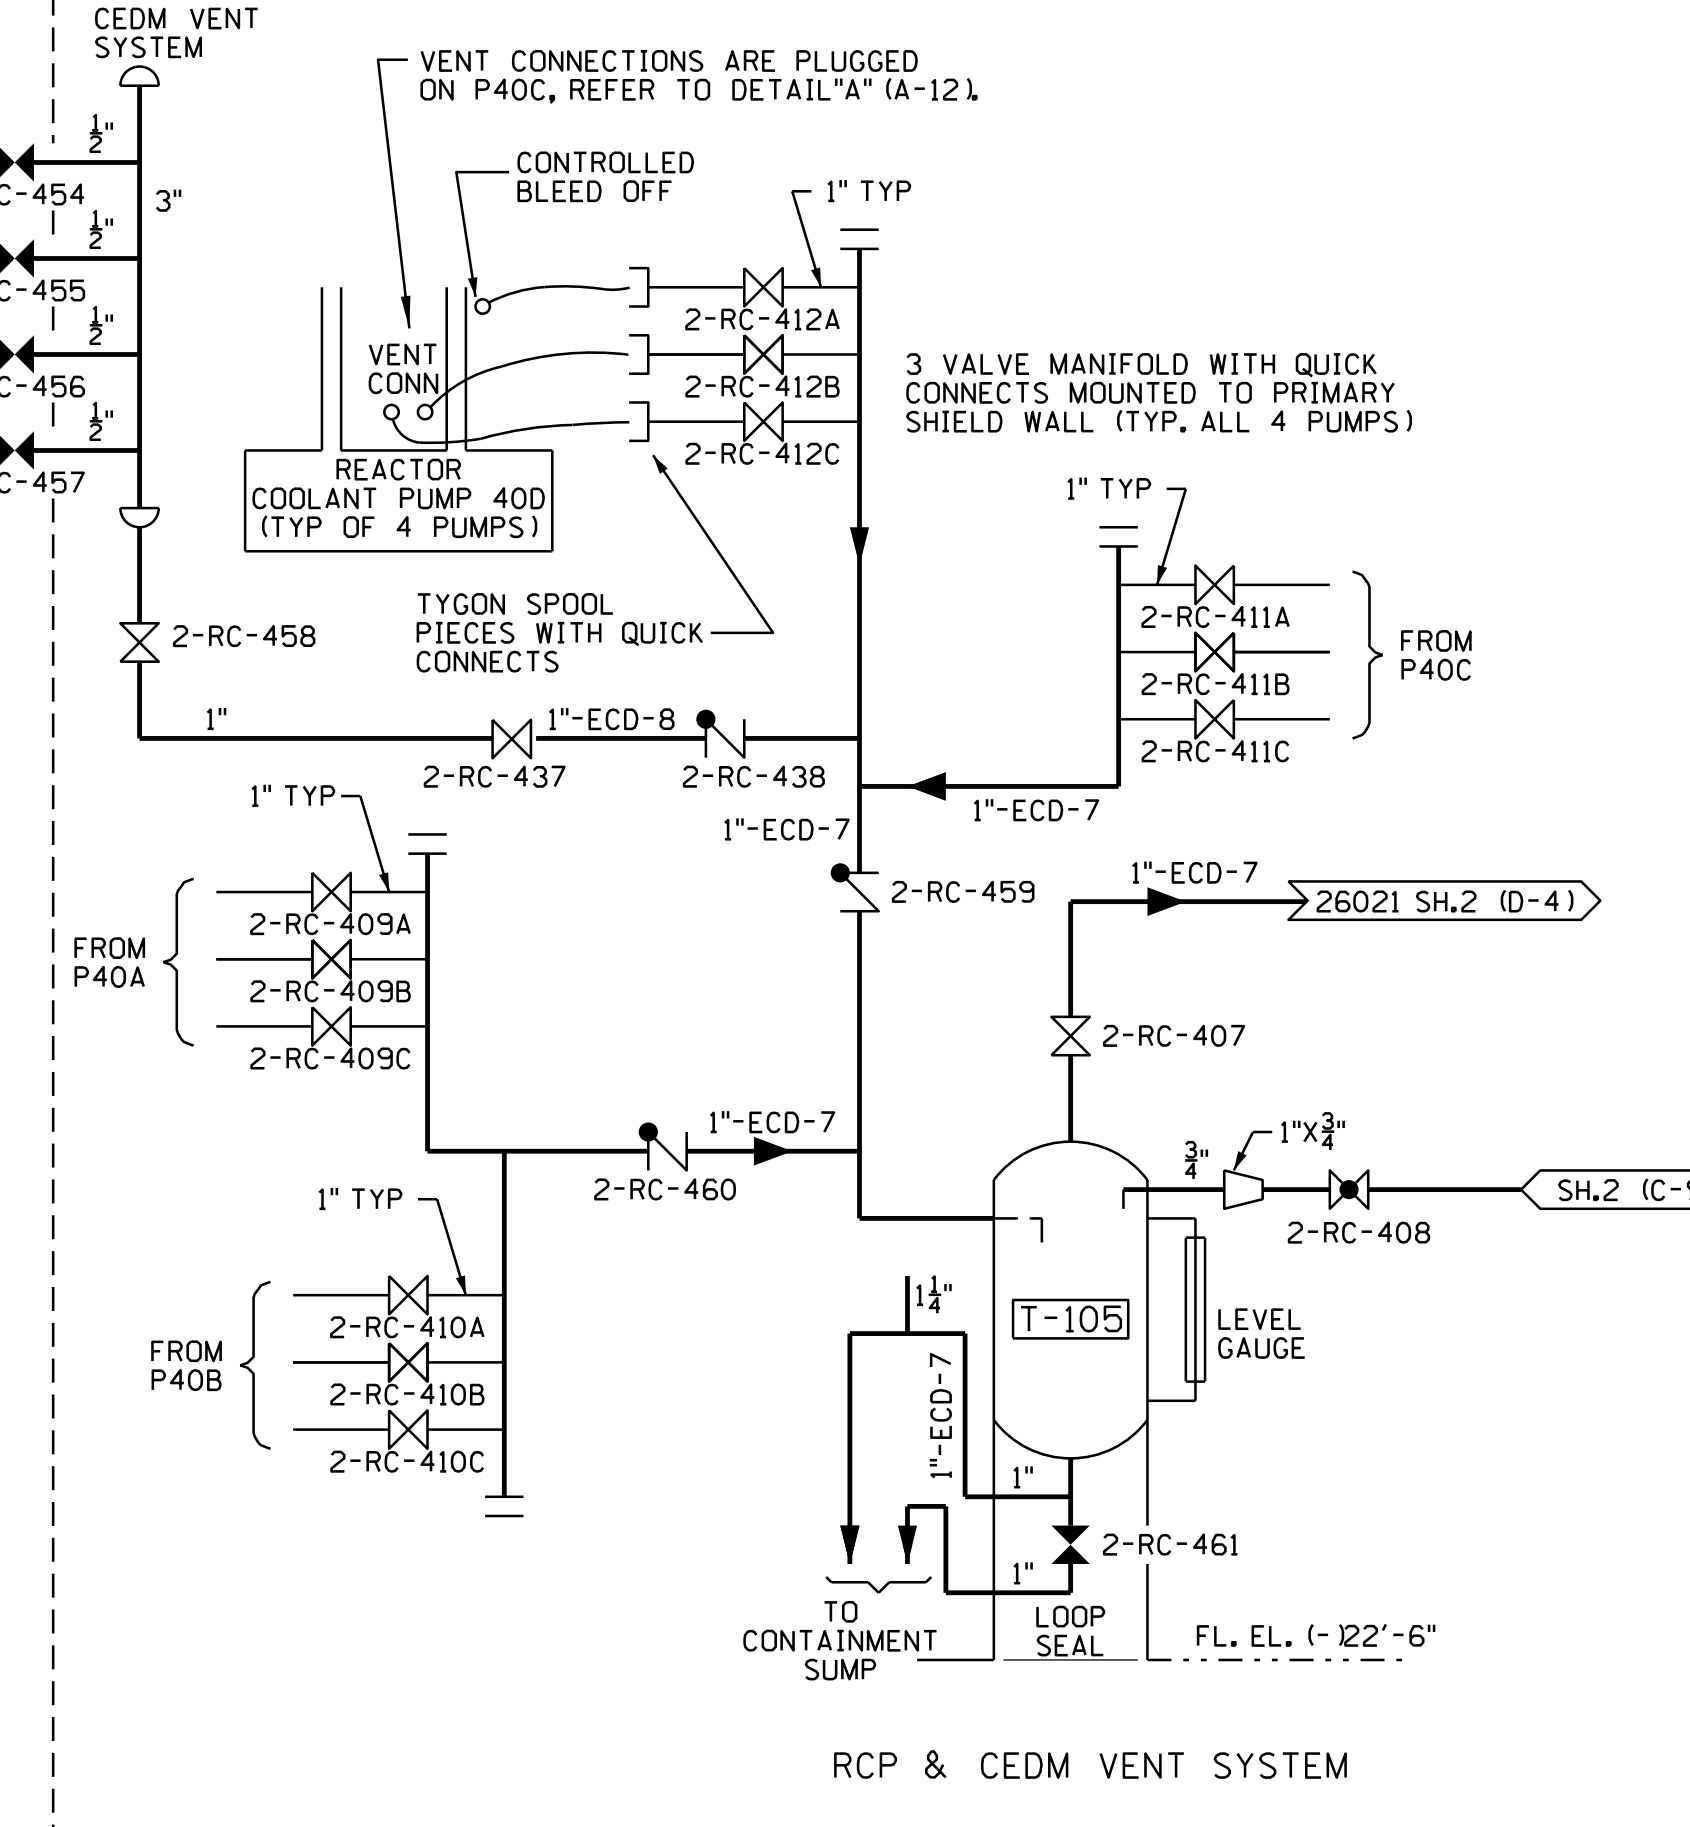 CEDM VENT
SYSTEM
VENT CONNECTIONS ARE PLUGGED
ON P40C, REFER TO DETAIL"A" (A-12).
CONTROLLED
BLEED OFF
1" TYP
1/2"
C-454
3"
1/2"
C-455
1/2"
C-456
1/2"
C-457
VENT
CONN
2-RC-412A
2-RC-412B
2-RC-412C
3 VALVE MANIFOLD WITH QUICK
CONNECTS MOUNTED TO PRIMARY
SHIELD WALL (TYP. ALL 4 PUMPS)
REACTOR
COOLANT PUMP 40D
(TYP OF 4 PUMPS)
1" TYP
2-RC-411A
2-RC-411B
2-RC-411C
FROM
P40C
TYGON SPOOL
PIECES WITH QUICK
CONNECTS
2-RC-458
1"
1"-ECD-8
2-RC-437
2-RC-438
1"-ECD-7
1"-ECD-7
1" TYP
2-RC-459
1"-ECD-7
26021 SH.2 (D-4)
FROM
P40A
2-RC-409A
2-RC-409B
2-RC-409C
2-RC-407
1"-ECD-7
2-RC-460
3/4"
1"X3/4"
SH.2 (C-9
2-RC-408
1" TYP
FROM
P40B
2-RC-410A
2-RC-410B
2-RC-410C
1 1/4"
T-105
LEVEL
GAUGE
1"-ECD-7
1"
2-RC-461
1"
LOOP
SEAL
TO
CONTAINMENT
SUMP
FL. EL. (-)22'-6"
RCP & CEDM VENT SYSTEM